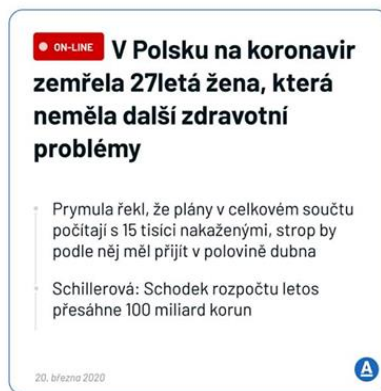 ON-LINE V Polsku na koronavir
zemřela 27letá žena, která
neměla další zdravotní
problémy
Prymula řekl, že plány v celkovém součtu
počítají s 15 tisíci nakaženými, strop by
podle něj měl přijít v polovině dubna
Schillerová: Schodek rozpočtu letos
přesáhne 100 miliard korun
20. března 2020
A